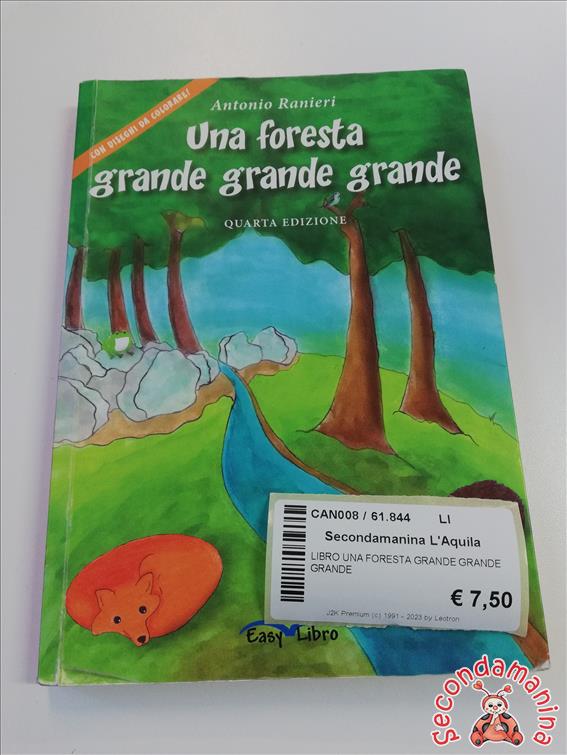 CON DISEGNI DA COLORARE!
Antonio Ranieri
Una foresta
grande grande grande
QUARTA EDIZIONE
CAN008 / 61.844 LI
Secondamanina L'Aquila
LIBRO UNA FORESTA GRANDE GRANDE
GRANDE
€ 7,50
J2K Premium (c) 1991 - 2023 by Leotron
Easy Libro
Secondamanina